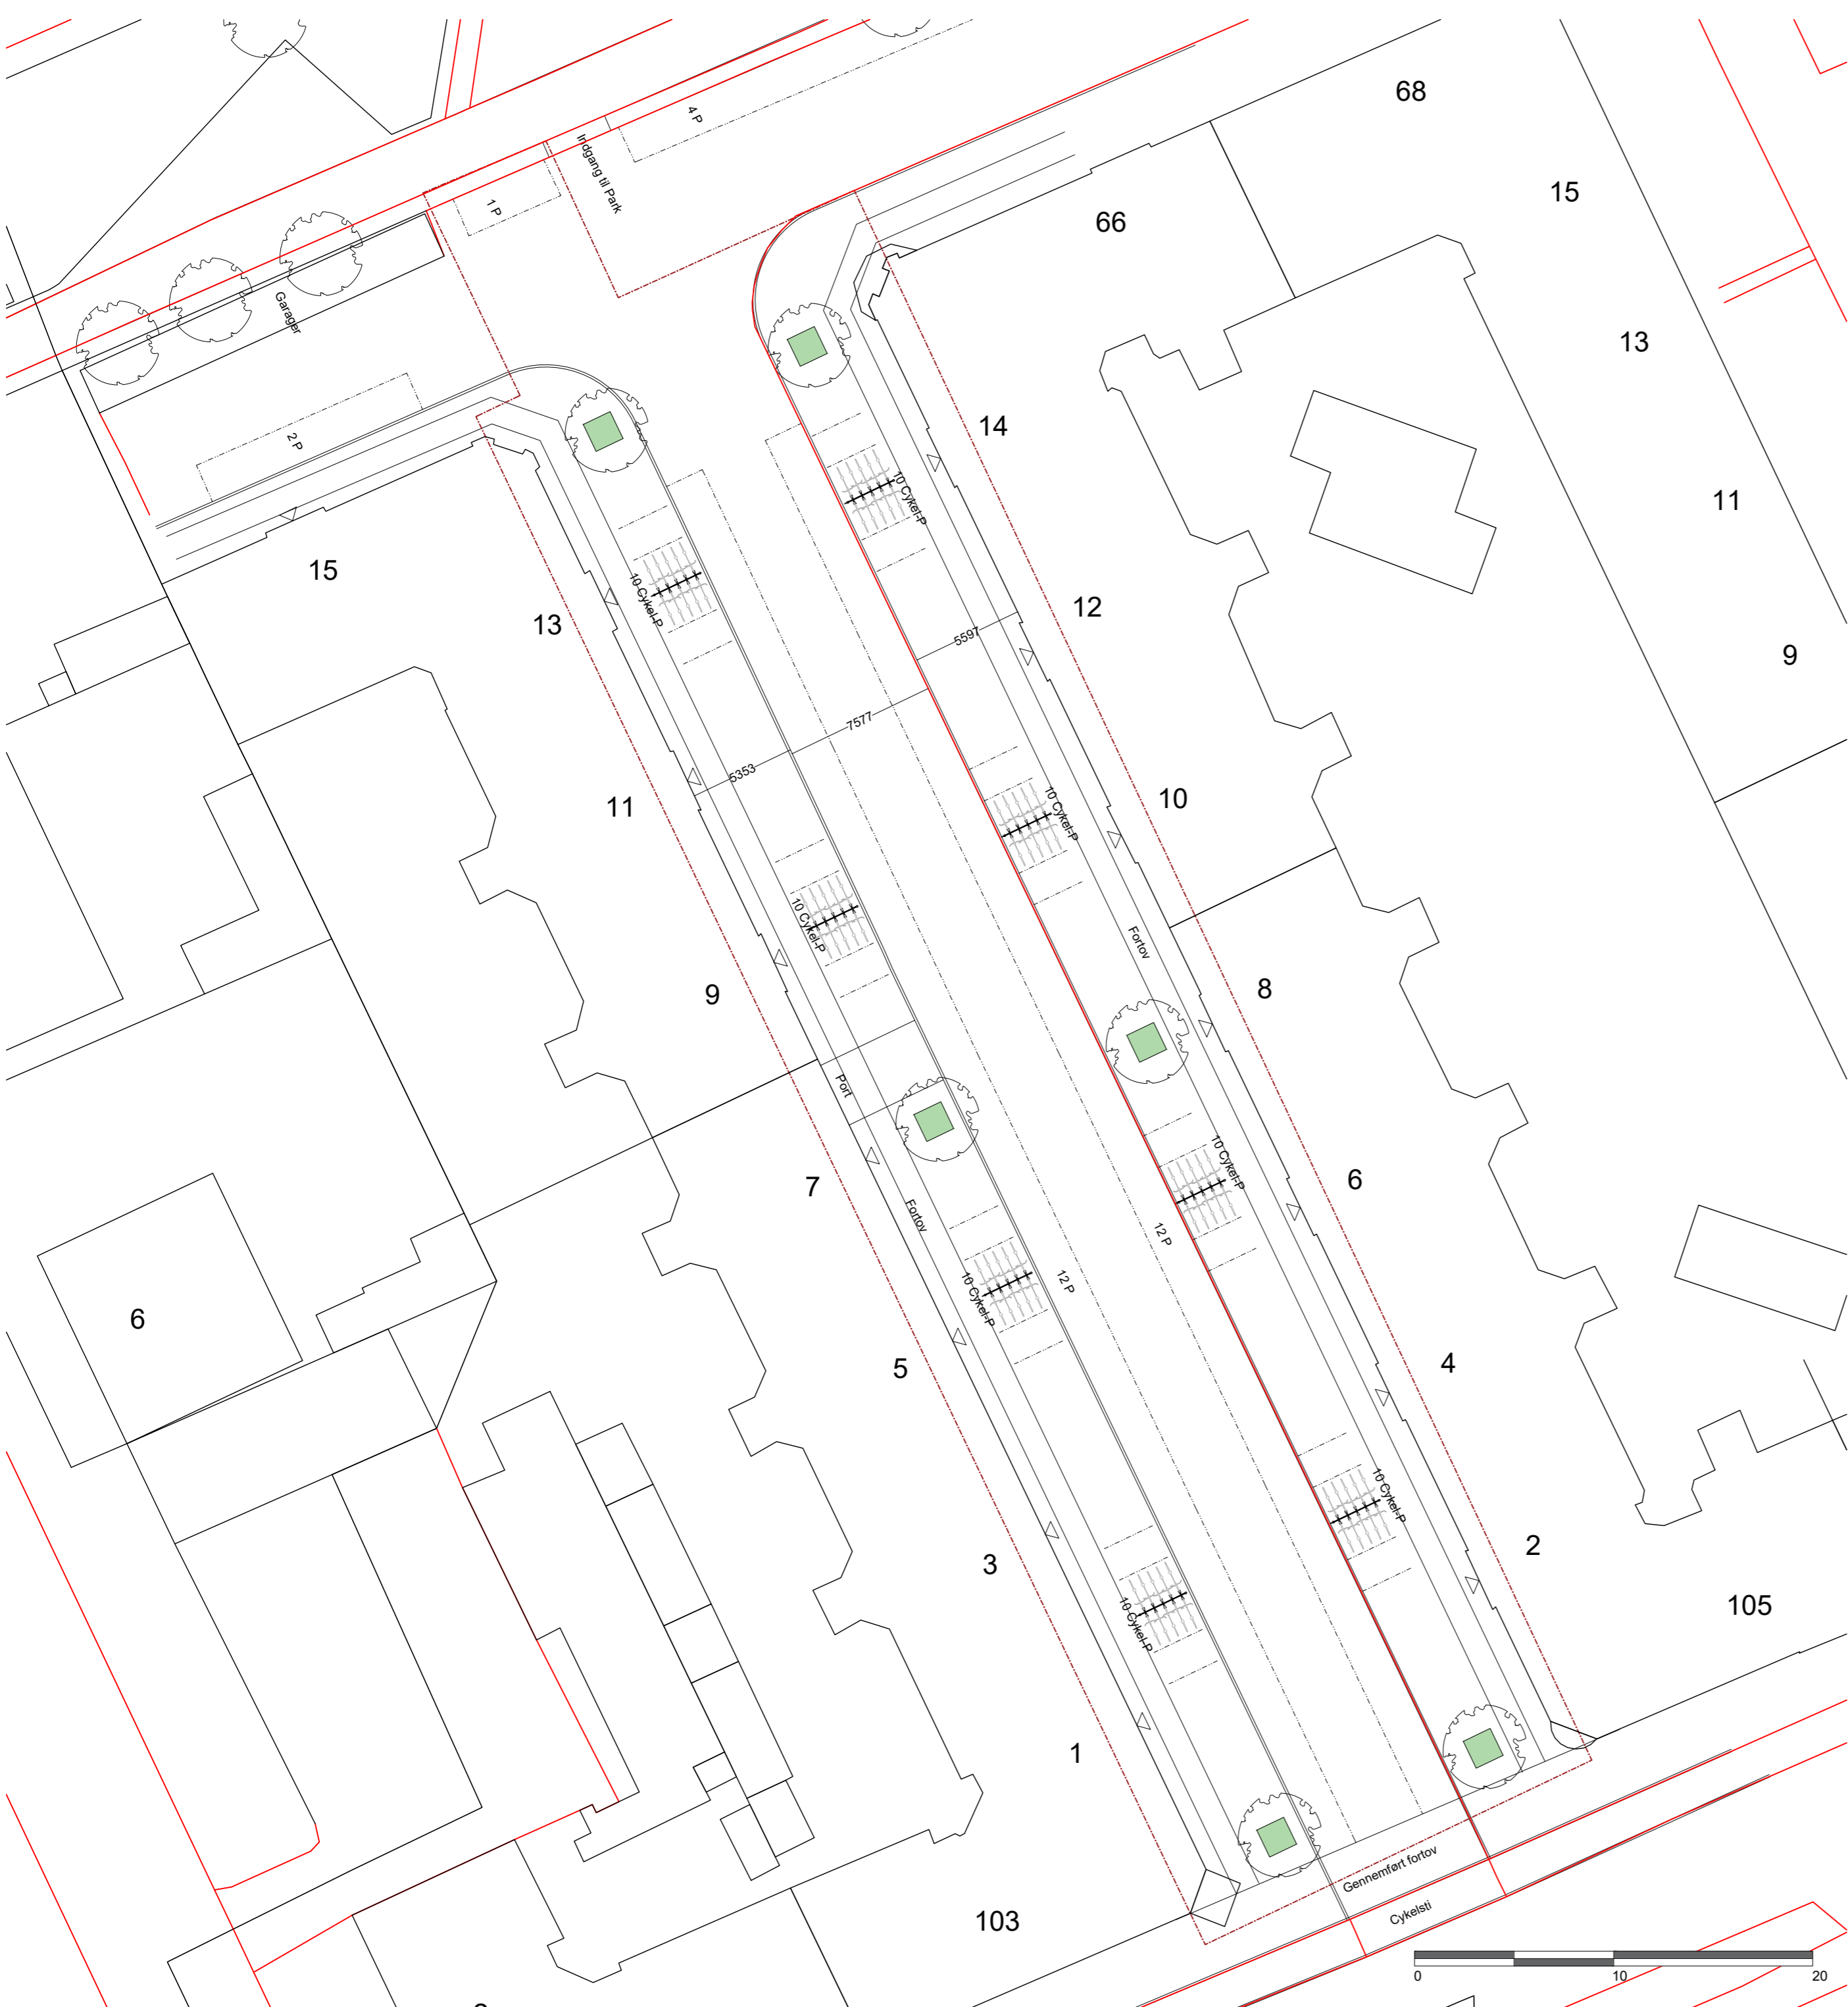 68
4 P
Indgang til Park
1 P
15
66
Garager
13
14
2 P
10 Cykel-P
11
15
10 Cykel-P
12
13
5597
9
7577
5353
10 Cykel-P
10
11
10 Cykel-P
Fortov
8
9
Port
10 Cykel-P
6
7
Fortov
12 P
12 P
10 Cykel-P
6
4
5
10 Cykel-P
2
3
10 Cykel-P
105
1
Gennemført fortov
Cykelsti
103
0
10
20